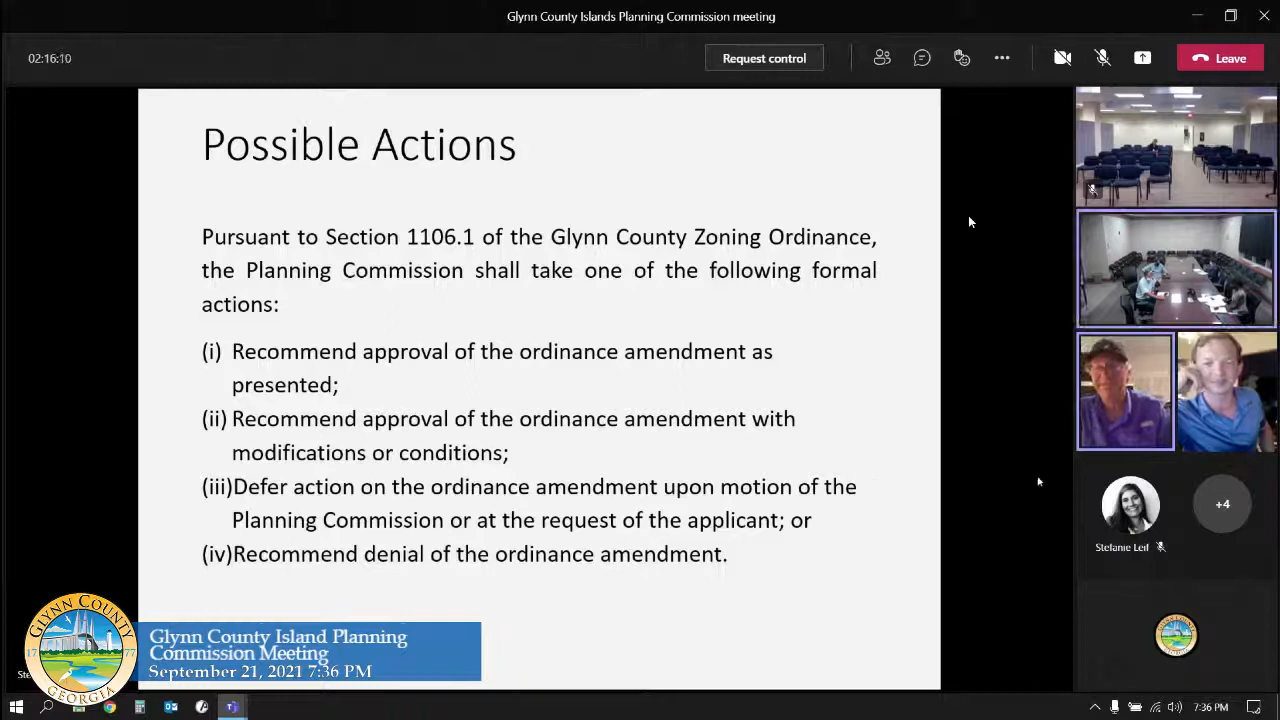 Glynn County Islands Planning Commission meeting
02:16:10
Request control
Leave
Possible Actions
Pursuant to Section 1106.1 of the Glynn County Zoning Ordinance,
the Planning Commission shall take one of the following formal
actions:
(i) Recommend approval of the ordinance amendment as
presented;
(ii) Recommend approval of the ordinance amendment with
modifications or conditions;
(iii)Defer action on the ordinance amendment upon motion of the
Planning Commission or at the request of the applicant; or
(iv)Recommend denial of the ordinance amendment.
+4
Stefanie Leif
GLYNN COUNTY
1777
GEORGIA
Glynn County Island Planning
Commission Meeting
September 21, 2021 7:36 PM
7:36 PM